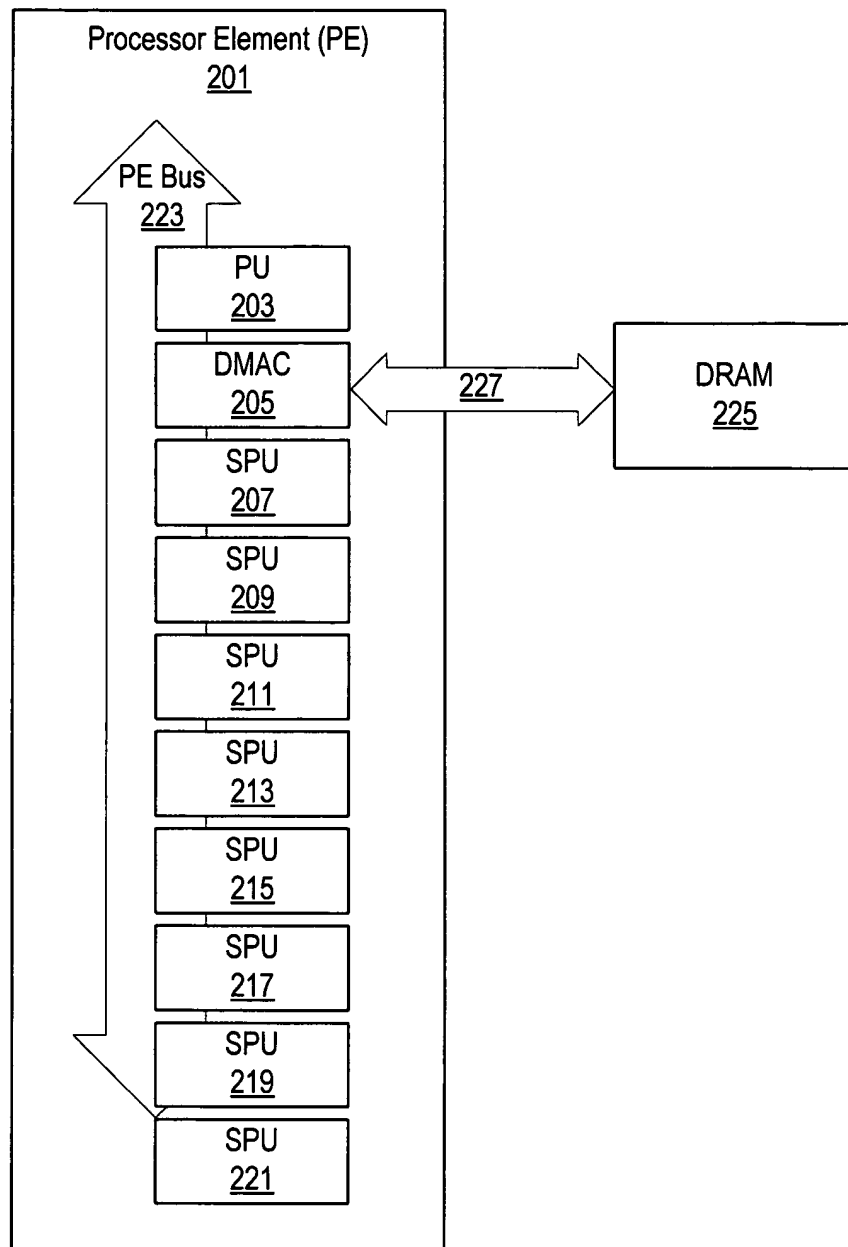 Processor Element (PE)
201
PE Bus
223
PU
203
DMAC
205
227
DRAM
225
SPU
207
SPU
209
SPU
211
SPU
213
SPU
215
SPU
217
SPU
219
SPU
221